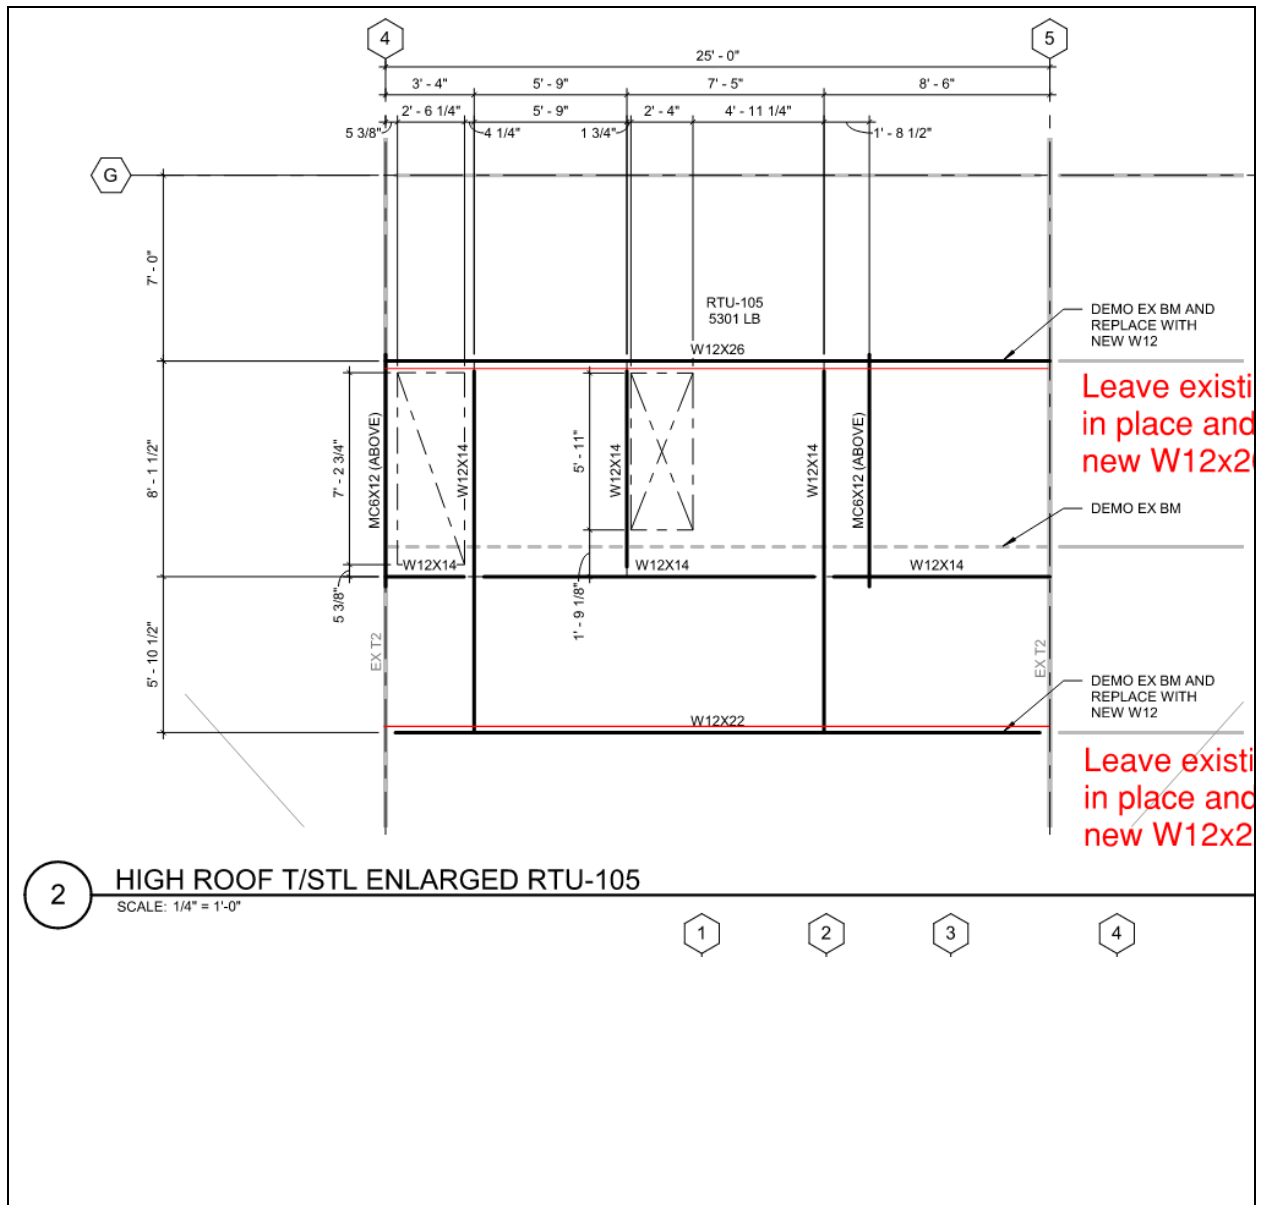 4
5
25' - 0"
3' - 4"
5' - 9"
7' - 5"
8' - 6"
2' - 6 1/4"
5' - 9"
2' - 4"
4' - 11 1/4"
5 3/8"
4 1/4"
1 3/4"
1' - 8 1/2"
G
7' - 0"
RTU-105
5301 LB
W12X26
DEMO EX BM AND
REPLACE WITH
NEW W12
Leave existi
in place and
new W12x2
8' - 1 1/2"
7' - 2 3/4"
MC6X12 (ABOVE)
W12X14
5' - 11"
W12X14
W12X14
MC6X12 (ABOVE)
DEMO EX BM
W12X14
W12X14
W12X14
5 3/8"
1' - 9 1/8"
5' - 10 1/2"
EX T2
EX T2
W12X22
DEMO EX BM AND
REPLACE WITH
NEW W12
Leave existi
in place and
new W12x2
2
HIGH ROOF T/STL ENLARGED RTU-105
SCALE: 1/4" = 1'-0"
1
2
3
4